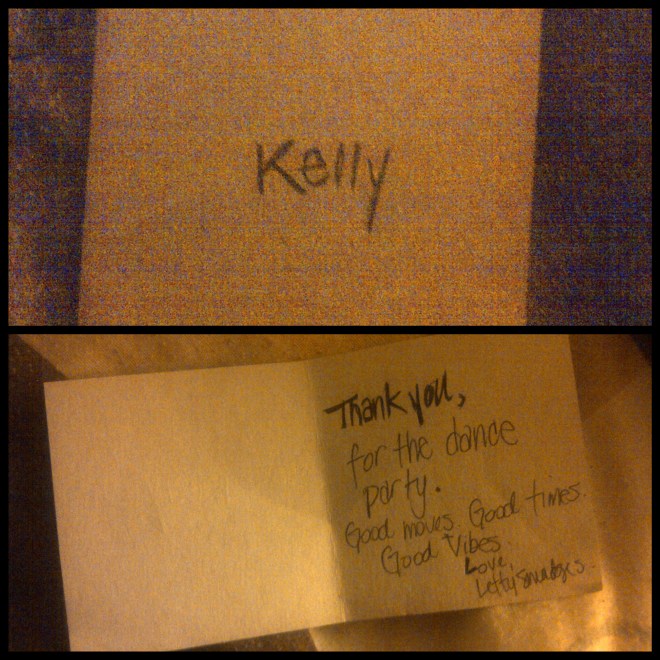 Kelly
Thank you,
for the dance
party.
Good moves. Good times.
Good Vibes.
Love,